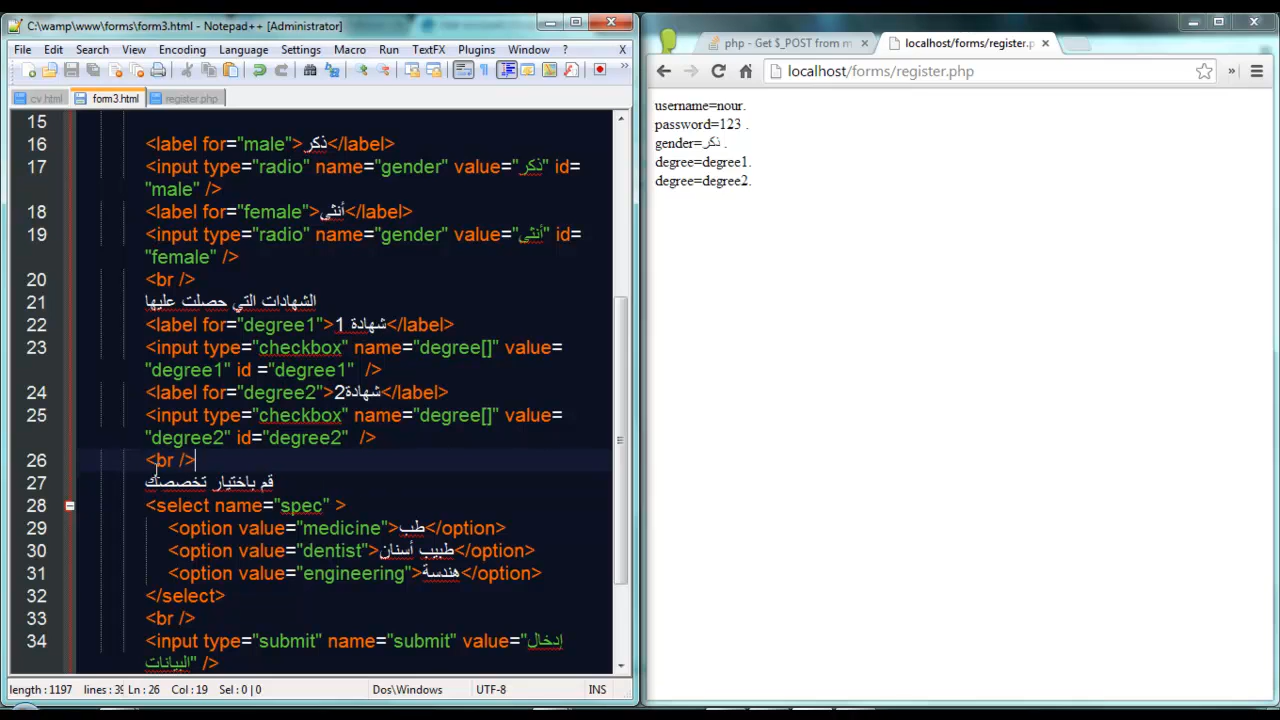 C:\wamp\www\forms\form3.html - Notepad++ [Administrator]
File Edit Search View Encoding Language Settings Macro Run TextFX Plugins Window ? X
cv.html form3.html register.php
15
16 <label for="male">ذكر</label>
17 <input type="radio" name="gender" value="ذكر" id=
"male" />
18 <label for="female">أنثى</label>
19 <input type="radio" name="gender" value="أنثى" id=
"female" />
20 <br />
21 الشهادات التي حصلت عليها
22 <label for="degree1">شهادة 1</label>
23 <input type="checkbox" name="degree[]" value=
"degree1" id ="degree1"  />
24 <label for="degree2">شهادة2</label>
25 <input type="checkbox" name="degree[]" value=
"degree2" id="degree2"  />
26 <br />
27 قم باختيار تخصصتك
28 <select name="spec" >
29 <option value="medicine">طب</option>
30 <option value="dentist">طبيب أسنان</option>
31 <option value="engineering">هندسة</option>
32 </select>
33 <br />
34 <input type="submit" name="submit" value="إدخال
البيانات" />
length : 1197 lines : 39 Ln : 26 Col : 19 Sel : 0 | 0 Dos\Windows UTF-8 INS
php - Get $_POST from m localhost/forms/register.p
localhost/forms/register.php
username=nour.
password=123 .
gender=ذكر .
degree=degree1.
degree=degree2.